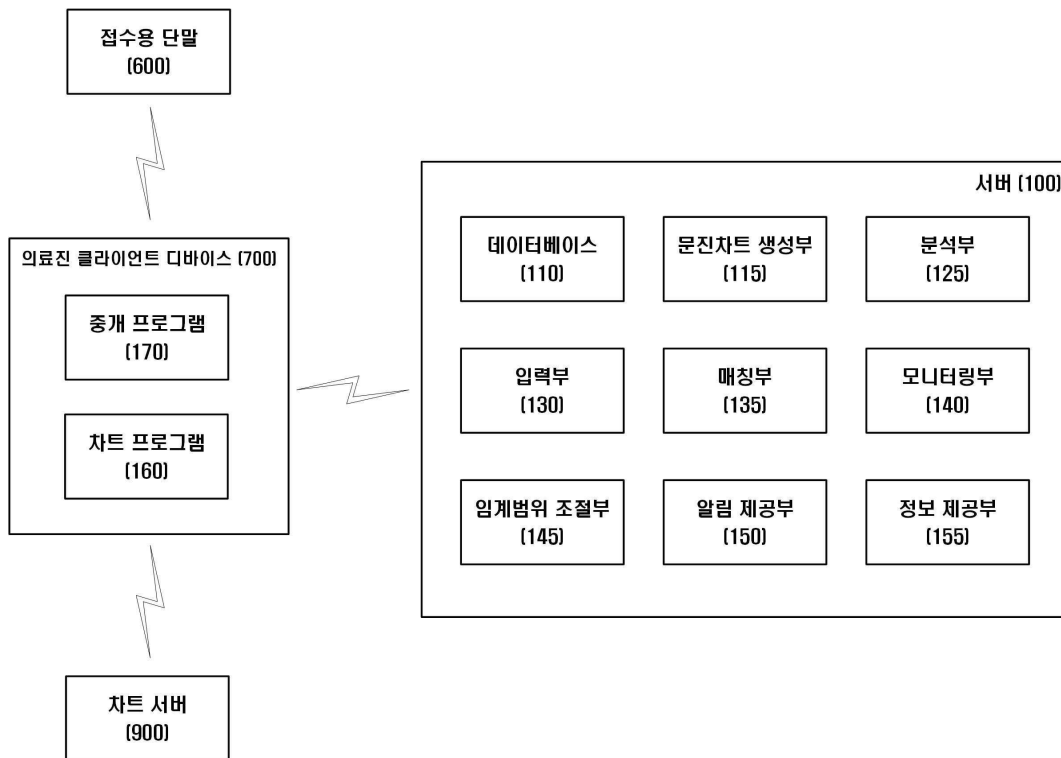 접수용 단말
(600)
의료진 클라이언트 디바이스 (700)
중개 프로그램
(170)
차트 프로그램
(160)
차트 서버
(900)
서버 (100)
데이터베이스
(110)
문진차트 생성부
(115)
분석부
(125)
입력부
(130)
매칭부
(135)
모니터링부
(140)
임계범위 조절부
(145)
알림 제공부
(150)
정보 제공부
(155)